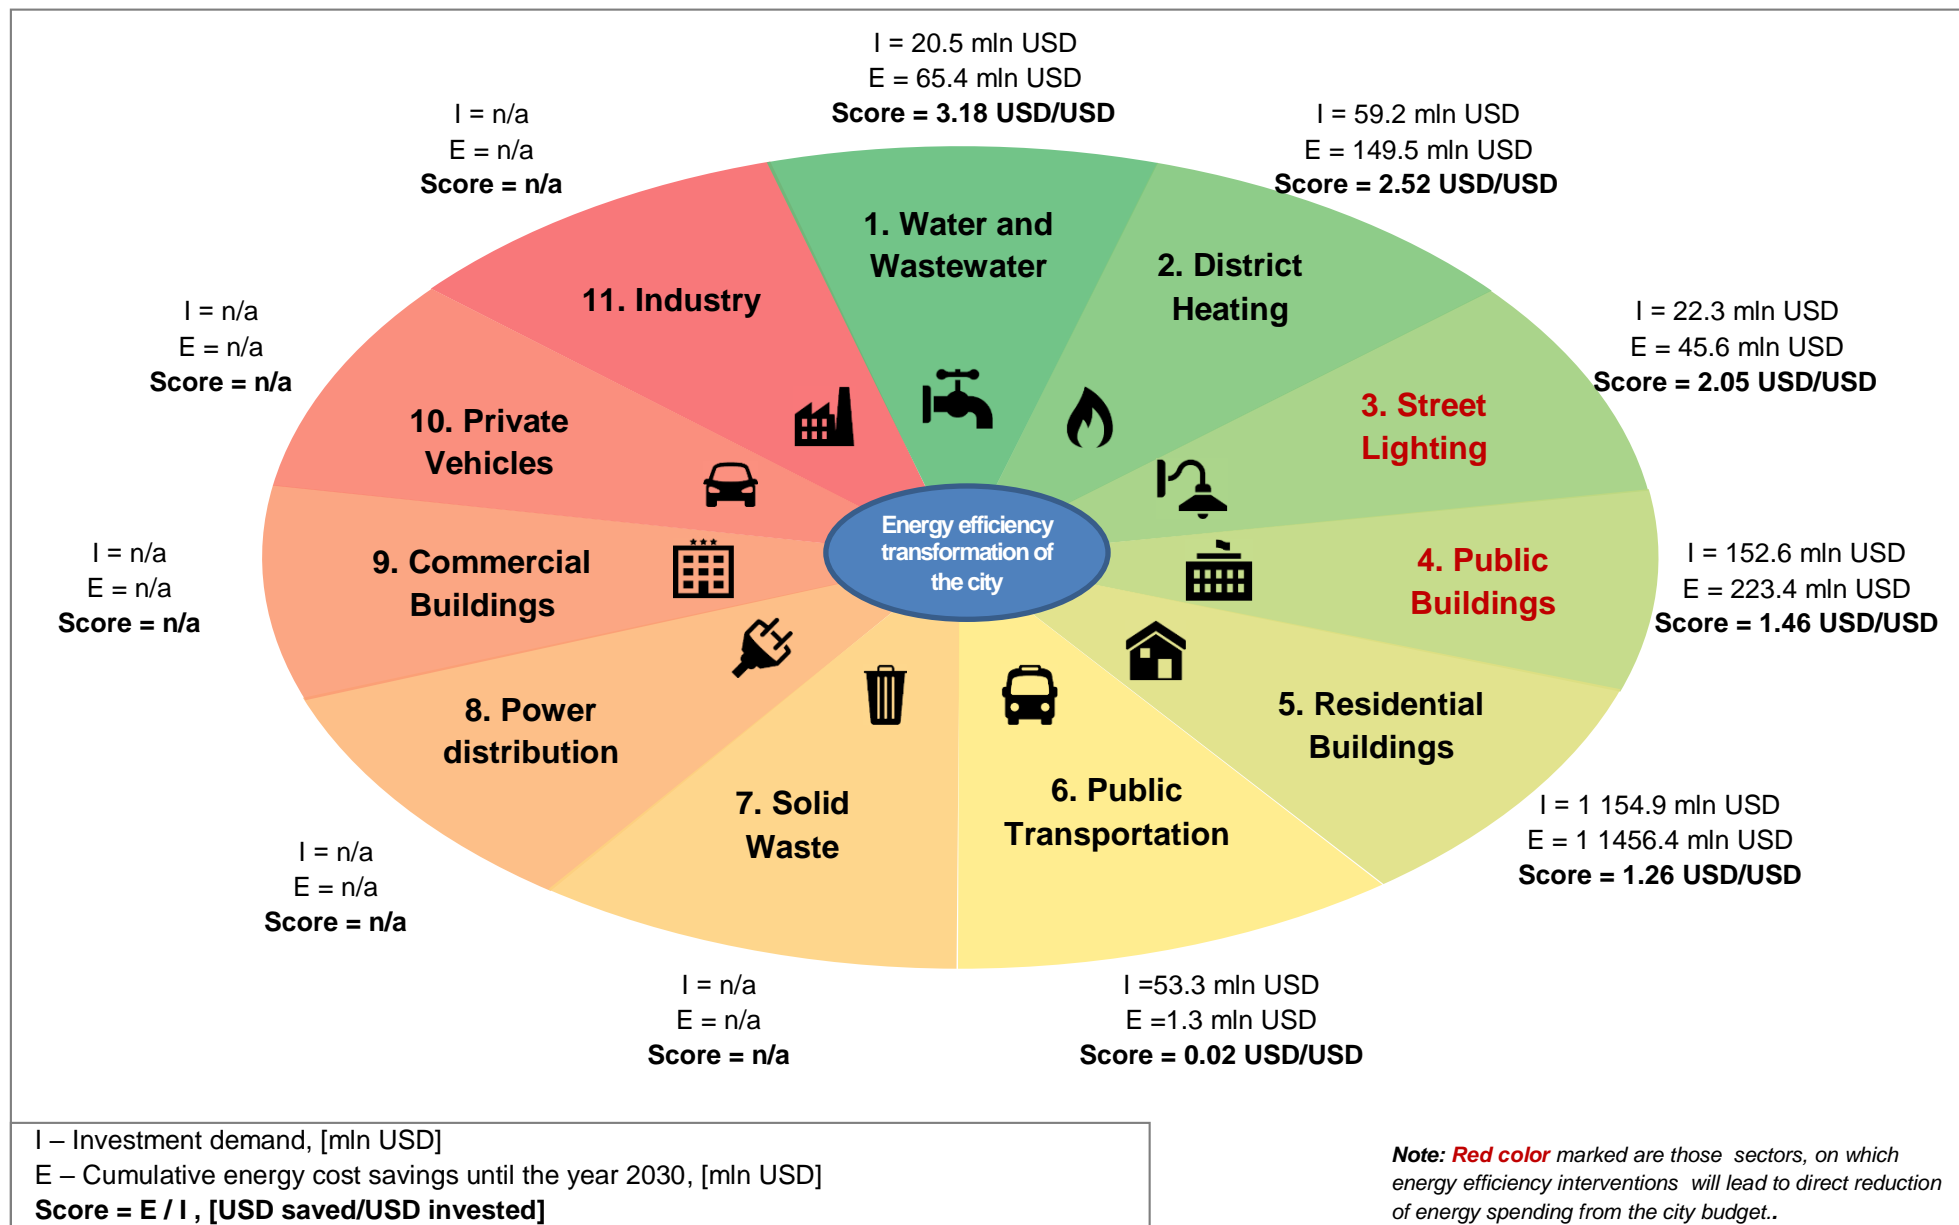 I = 20.5 mln USD
E = 65.4 mln USD
Score = 3.18 USD/USD
I = 59.2 mln USD
E = 149.5 mln USD
Score = 2.52 USD/USD
I = 22.3 mln USD
E = 45.6 mln USD
Score = 2.05 USD/USD
I = 152.6 mln USD
E = 223.4 mln USD
Score = 1.46 USD/USD
I = 1 154.9 mln USD
E = 1 1456.4 mln USD
Score = 1.26 USD/USD
I =53.3 mln USD
E =1.3 mln USD
Score = 0.02 USD/USD
I = n/a
E = n/a
Score = n/a
I = n/a
E = n/a
Score = n/a
I = n/a
E = n/a
Score = n/a
I = n/a
E = n/a
Score = n/a
I = n/a
E = n/a
Score = n/a
1. Water and
Wastewater
2. District
Heating
3. Street
Lighting
4. Public
Buildings
5. Residential
Buildings
6. Public
Transportation
7. Solid
Waste
8. Power
distribution
9. Commercial
Buildings
10. Private
Vehicles
11. Industry
Energy efficiency
transformation of
the city
I – Investment demand, [mln USD]
E – Cumulative energy cost savings until the year 2030, [mln USD]
Score = E / I , [USD saved/USD invested]
Note: Red color marked are those sectors, on which
energy efficiency interventions will lead to direct reduction
of energy spending from the city budget..